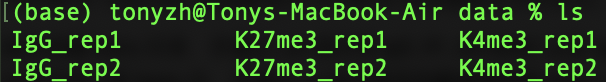 [(base) tonyzh@Tonys-MacBook-Air data % ls
IgG_rep1 K27me3_rep1 K4me3_rep1
IgG_rep2 K27me3_rep2 K4me3_rep2